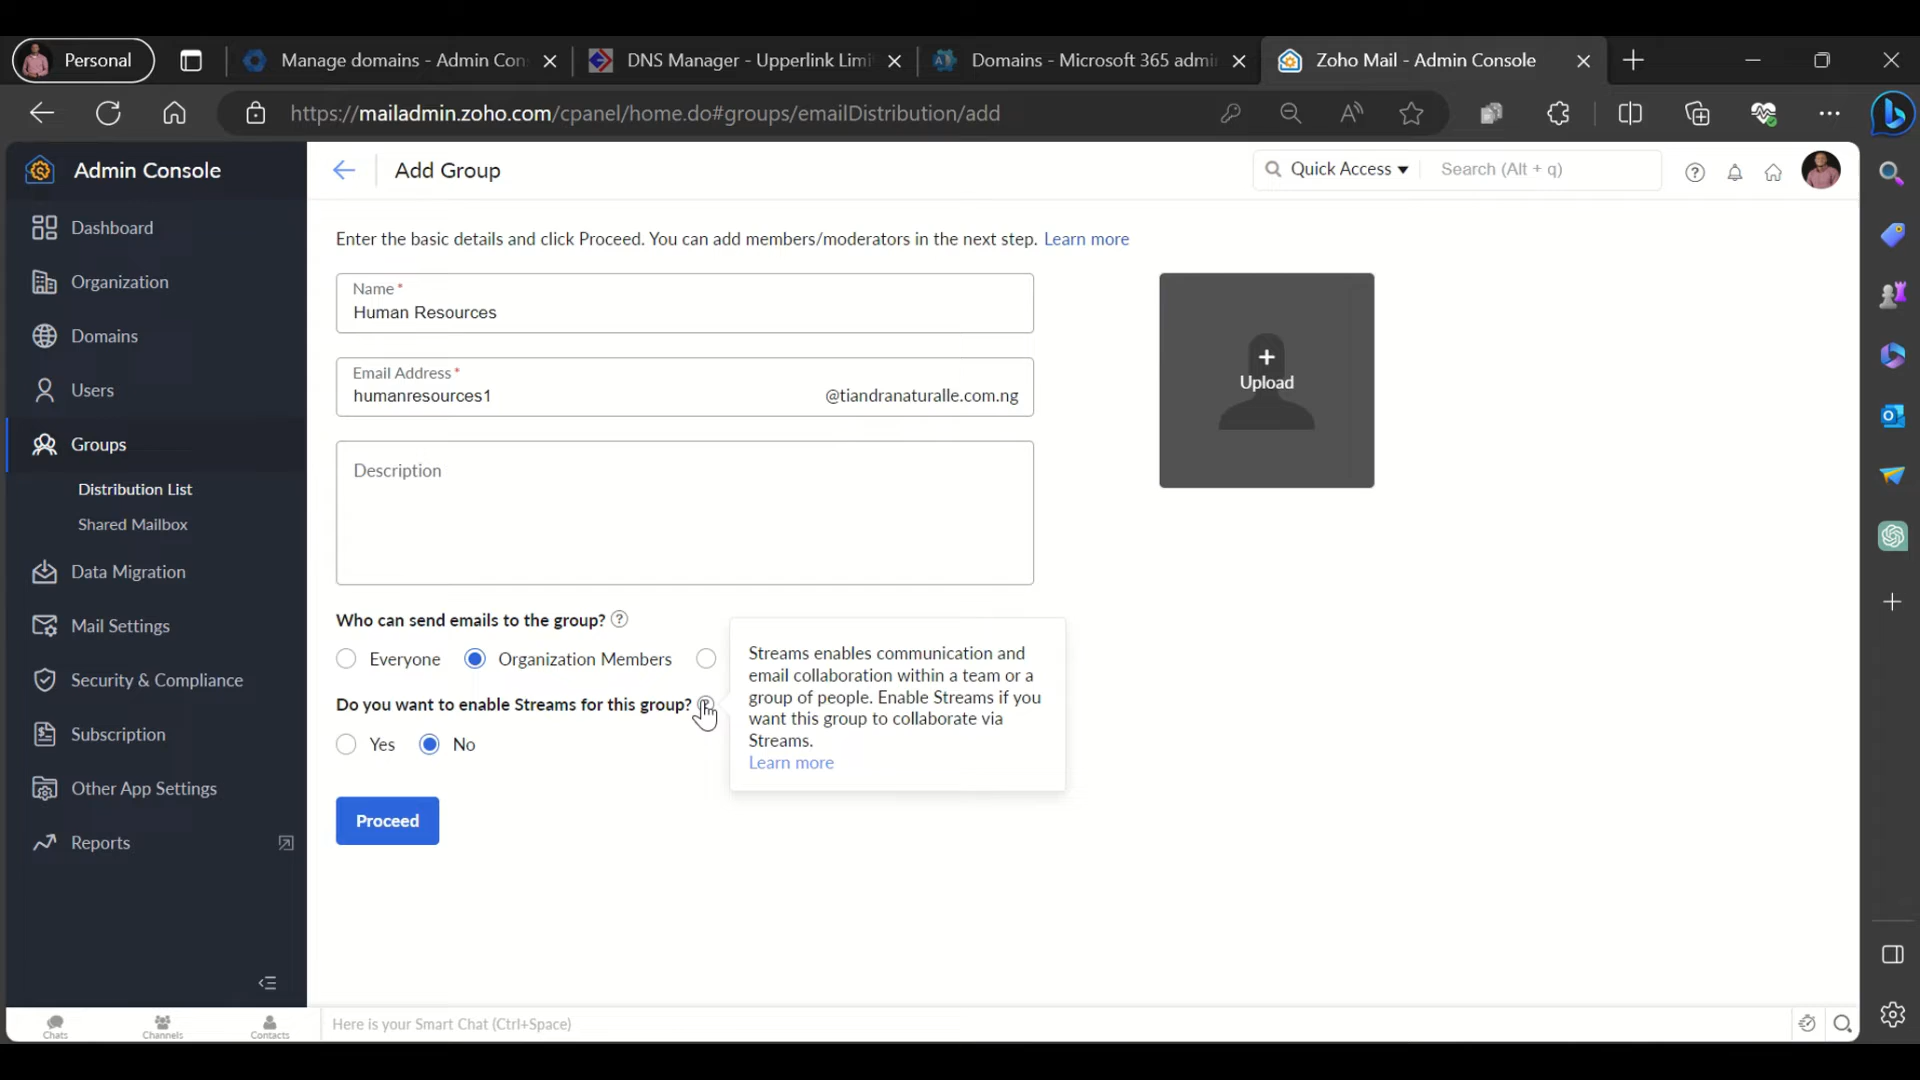 Personal
Manage domains - Admin Con
DNS Manager - Upperlink Limi
Domains - Microsoft 365 admi
Zoho Mail - Admin Console
https://mailadmin.zoho.com/cpanel/home.do#groups/emailDistribution/add
Admin Console
Add Group
Quick Access
Search (Alt + q)
Dashboard
Organization
Domains
Users
Groups
Distribution List
Shared Mailbox
Data Migration
Mail Settings
Security & Compliance
Subscription
Other App Settings
Reports
Enter the basic details and click Proceed. You can add members/moderators in the next step. Learn more
Name *
Human Resources
Email Address *
humanresources1 @tiandranaturalle.com.ng
Description
+
Upload
Who can send emails to the group? ?
Everyone Organization Members
Do you want to enable Streams for this group?
Yes No
Streams enables communication and
email collaboration within a team or a
group of people. Enable Streams if you
want this group to collaborate via
Streams.
Learn more
Proceed
Chats
Channels
Contacts
Here is your Smart Chat (Ctrl+Space)